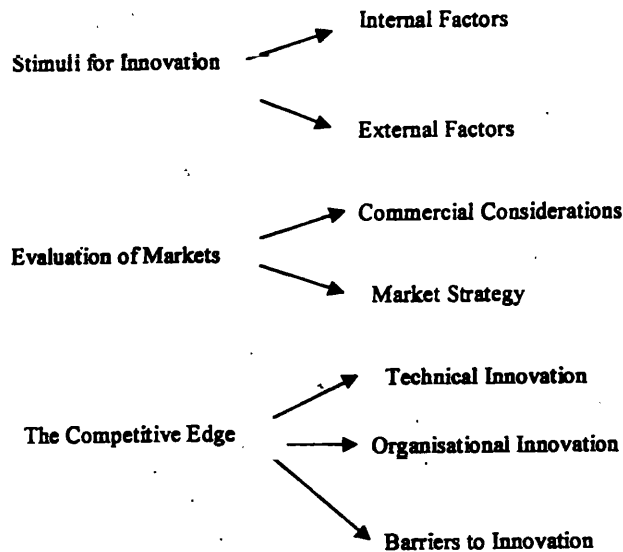 Internal Factors
Stimuli for Innovation
External Factors
Commercial Considerations
Evaluation of Markets
Market Strategy
Technical Innovation
The Competitive Edge
Organisational Innovation
Barriers to Innovation